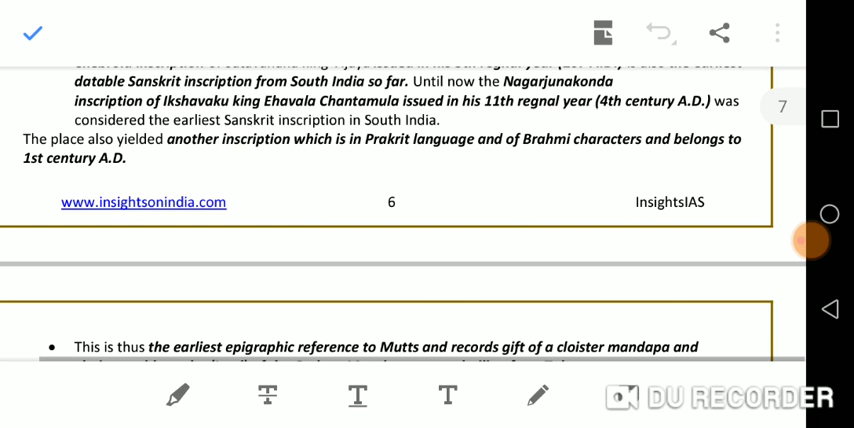 7
datable Sanskrit inscription from South India so far. Until now the Nagarjunakonda
inscription of Ikshavaku king Ehavala Chantamula issued in his 11th regnal year (4th century A.D.) was
considered the earliest Sanskrit inscription in South India.
The place also yielded another inscription which is in Prakrit language and of Brahmi characters and belongs to
1st century A.D.
www.insightsonindia.com 6 InsightsIAS
• This is thus the earliest epigraphic reference to Mutts and records gift of a cloister mandapa and
T T T
DU RECORDER